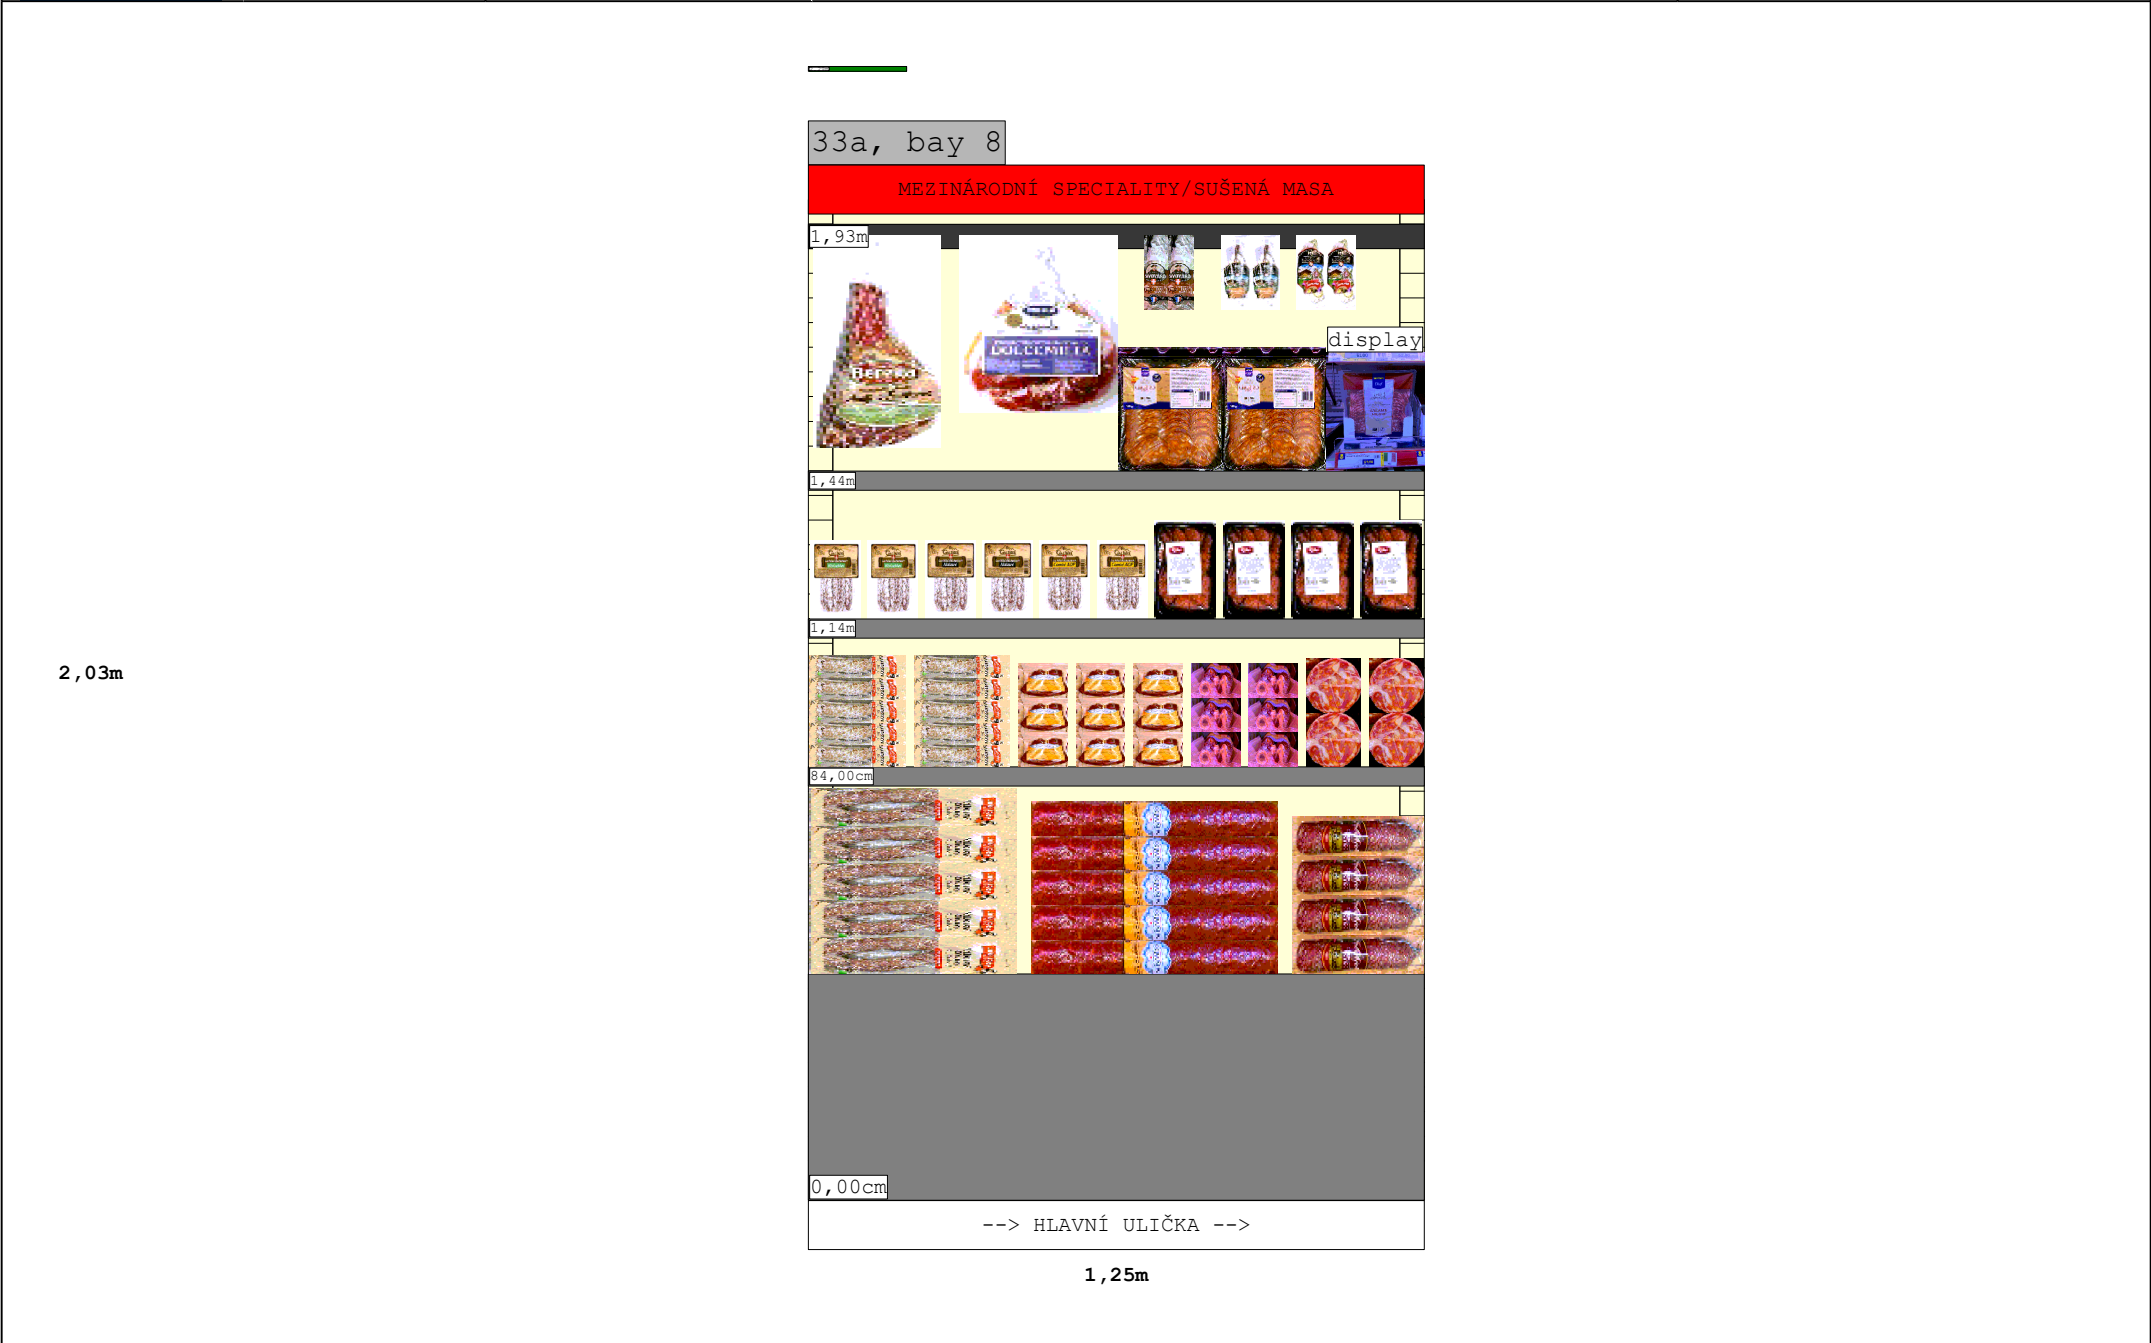 33a, bay 8
MEZINÁRODNÍ SPECIALITY/SUŠENÁ MASA
1,93m
display
1,44m
1,14m
2,03m
84,00cm
0,00cm
--> HLAVNÍ ULIČKA -->
1,25m